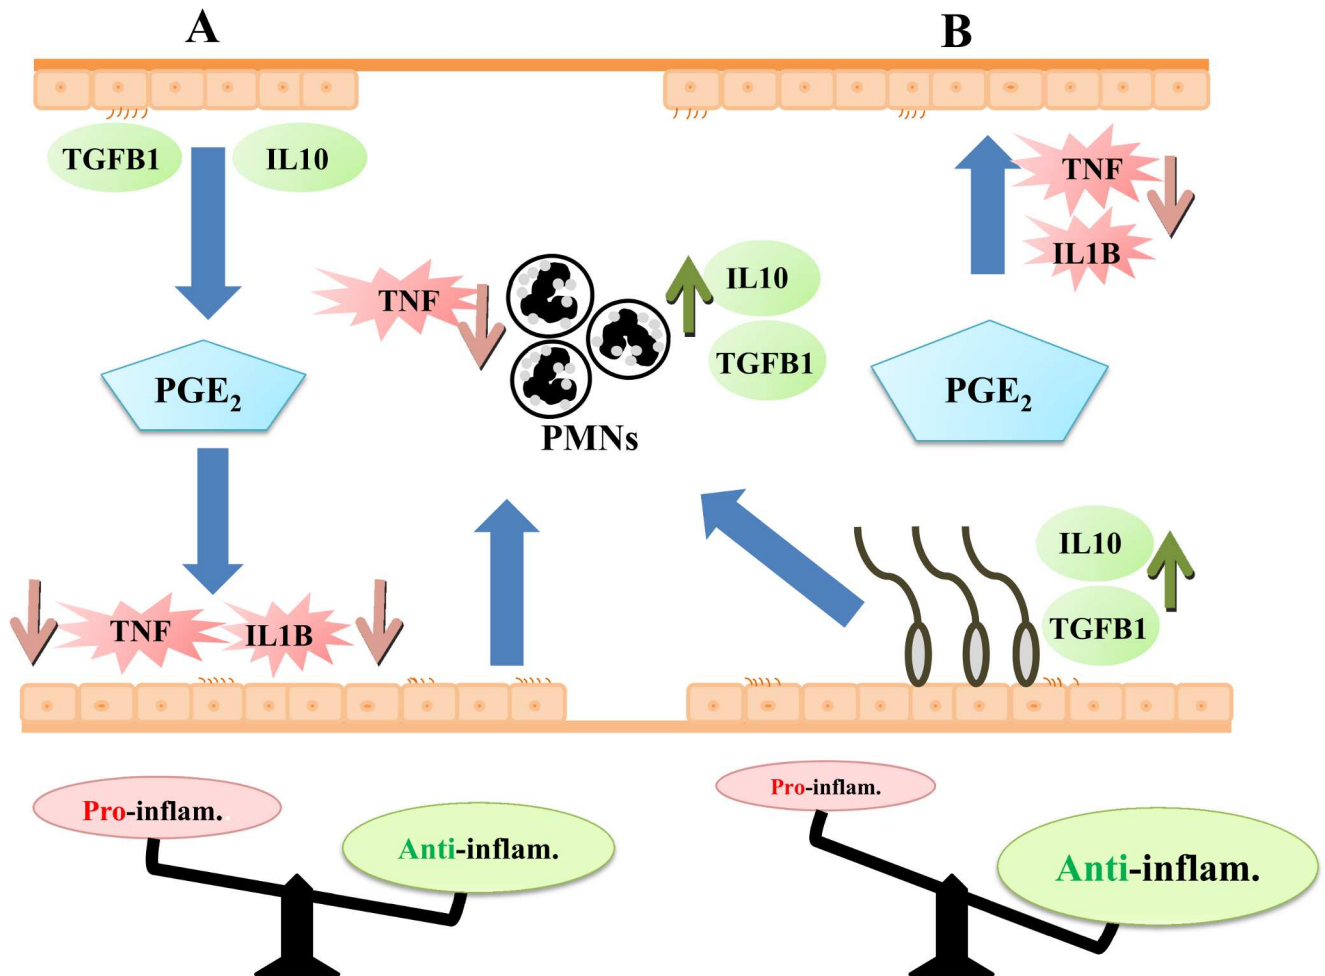 A
B
TGFB1
IL10
TNF
IL1B
TNF
IL10
TGFB1
PMNs
PGE₂
PGE₂
IL10
TGFB1
TNF
IL1B
Pro-inflam.
Anti-inflam.
Pro-inflam.
Anti-inflam.